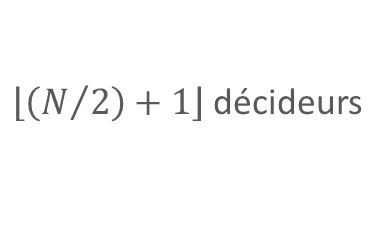 ⌊(𝑁/2) + 1⌋ décideurs